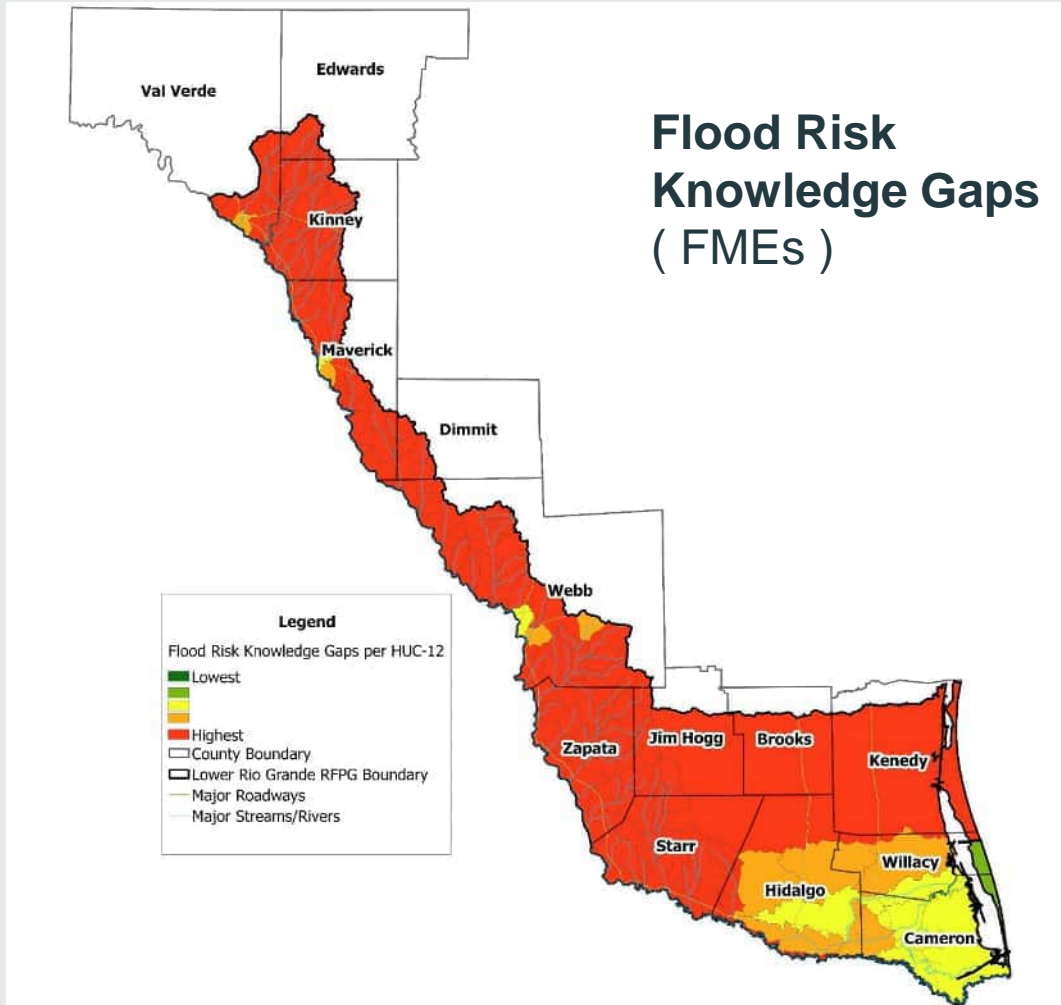 Flood Risk
Knowledge Gaps
( FMEs )
Val Verde
Edwards
Kinney
Maverick
Dimmit
Webb
Zapata
Jim Hogg
Brooks
Kenedy
Starr
Hidalgo
Willacy
Cameron
Legend
Flood Risk Knowledge Gaps per HUC-12
Lowest
Highest
County Boundary
Lower Rio Grande RFPG Boundary
Major Roadways
Major Streams/Rivers